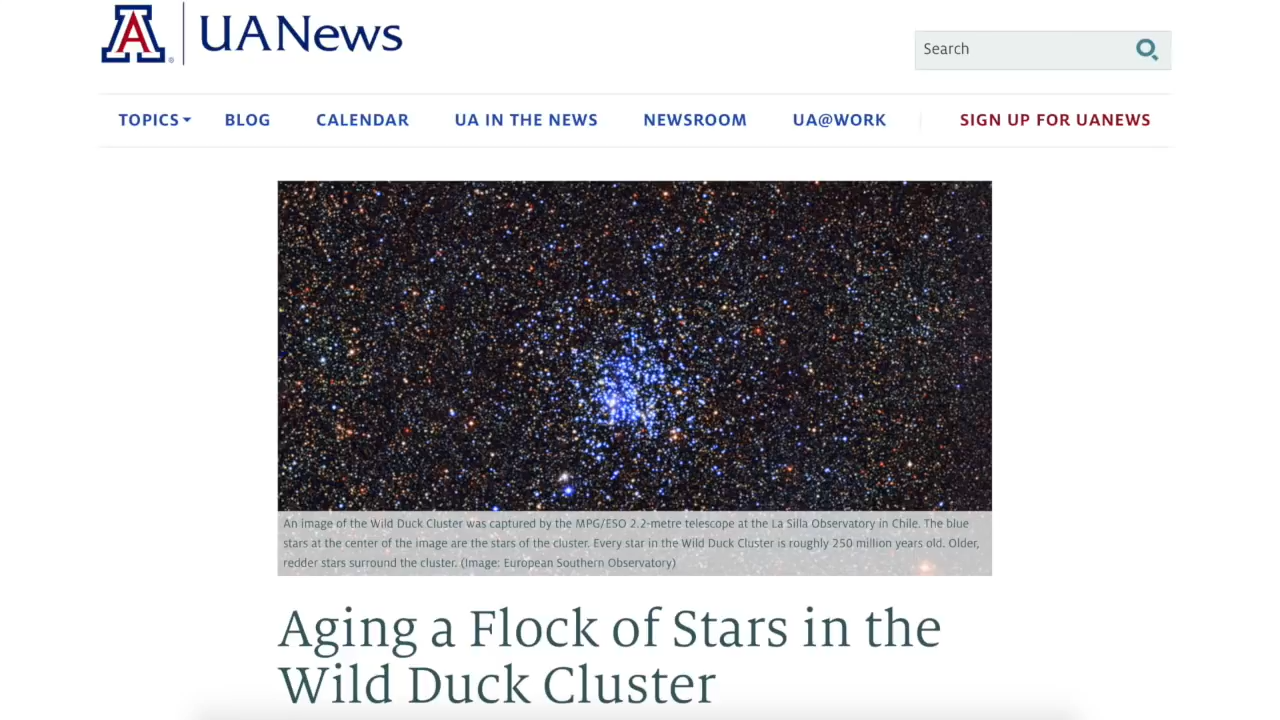 A
® UANews
Search
TOPICS BLOG CALENDAR UA IN THE NEWS NEWSROOM UA@WORK SIGN UP FOR UANEWS
An image of the Wild Duck Cluster was captured by the MPG/ESO 2.2-metre telescope at the La Silla Observatory in Chile. The blue
stars at the center of the image are the stars of the cluster. Every star in the Wild Duck Cluster is roughly 250 million years old. Older,
redder stars surround the cluster. (Image: European Southern Observatory)
Aging a Flock of Stars in the
Wild Duck Cluster